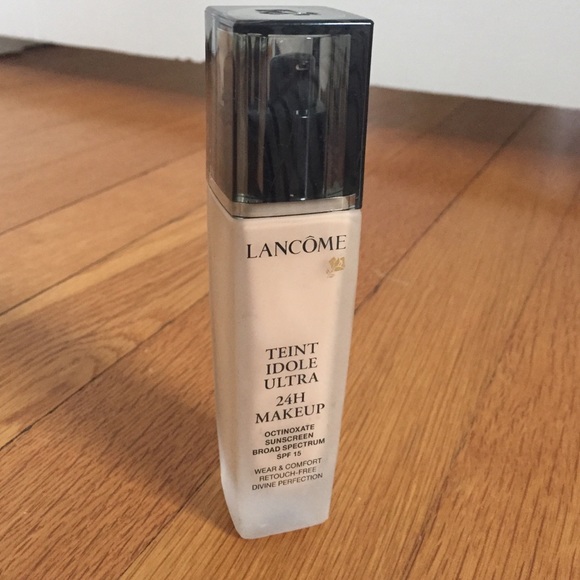 LANCÔME
TEINT
IDOLE
ULTRA
24H
MAKEUP
OCTINOXATE
SUNSCREEN
BROAD SPECTRUM
SPF 15
WEAR & COMFORT
RETOUCH-FREE
DIVINE PERFECTION